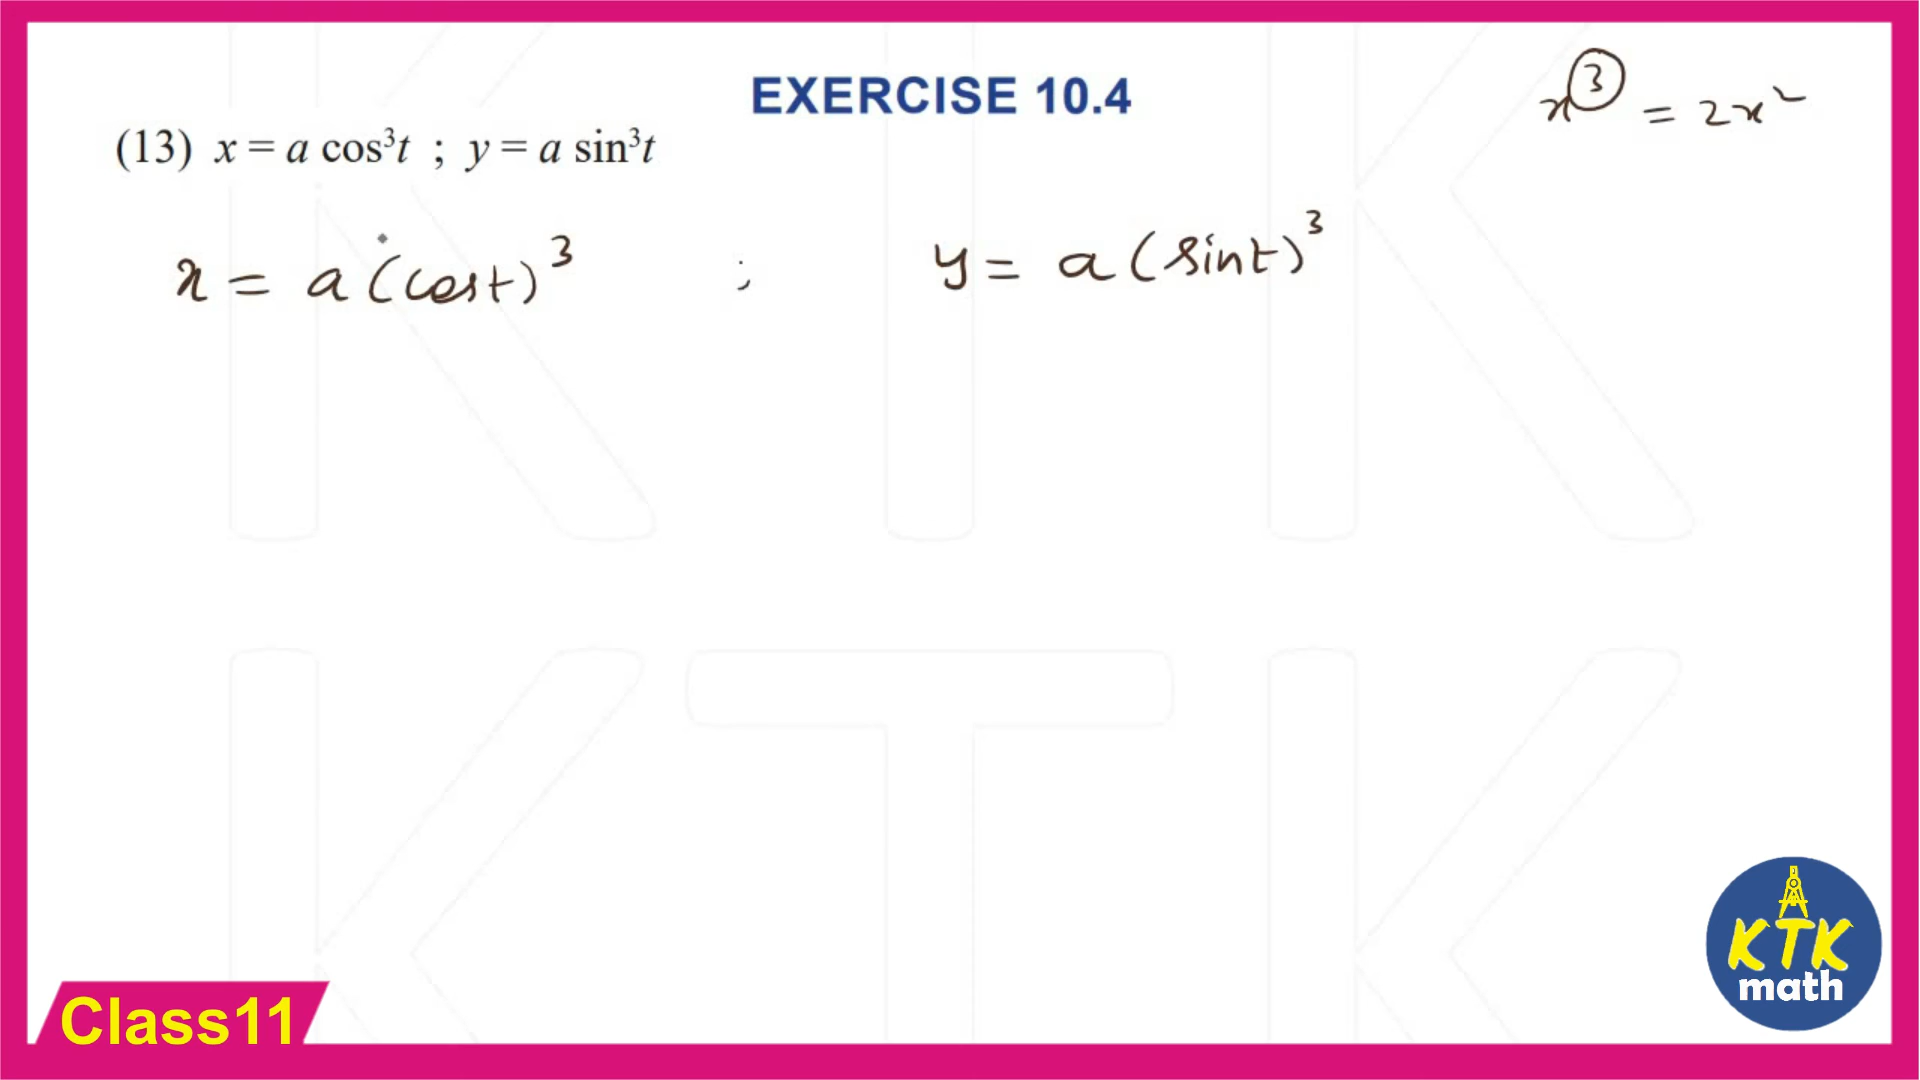 EXERCISE 10.4
x³ = 2x²
(13) x = a cos³t ; y = a sin³t
x = a (cost)³ ; y = a (sint)³
KTK
math
Class11